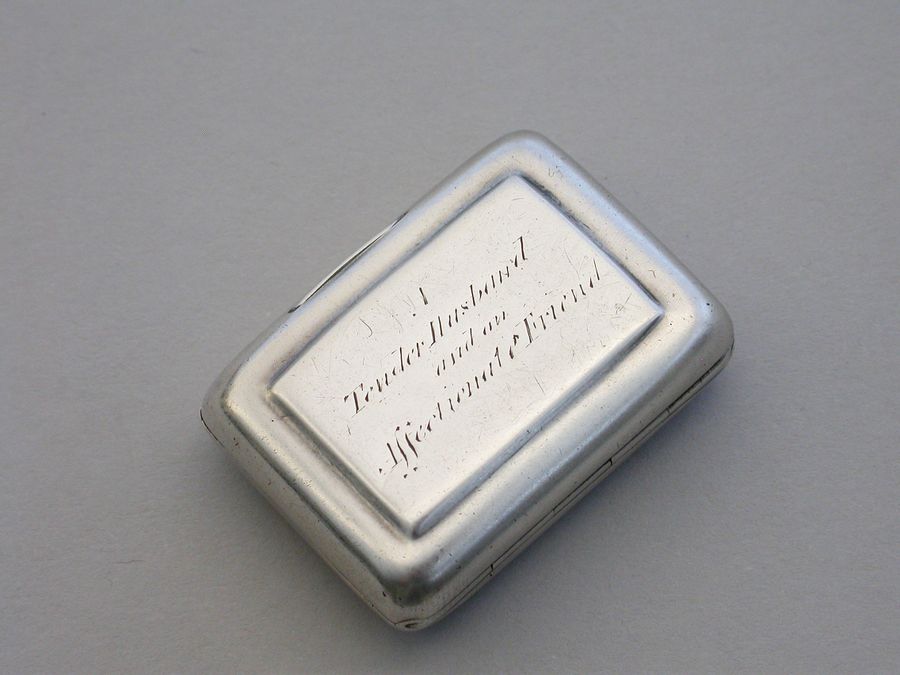 A
Tender Husband
and an
Affectionate Friend